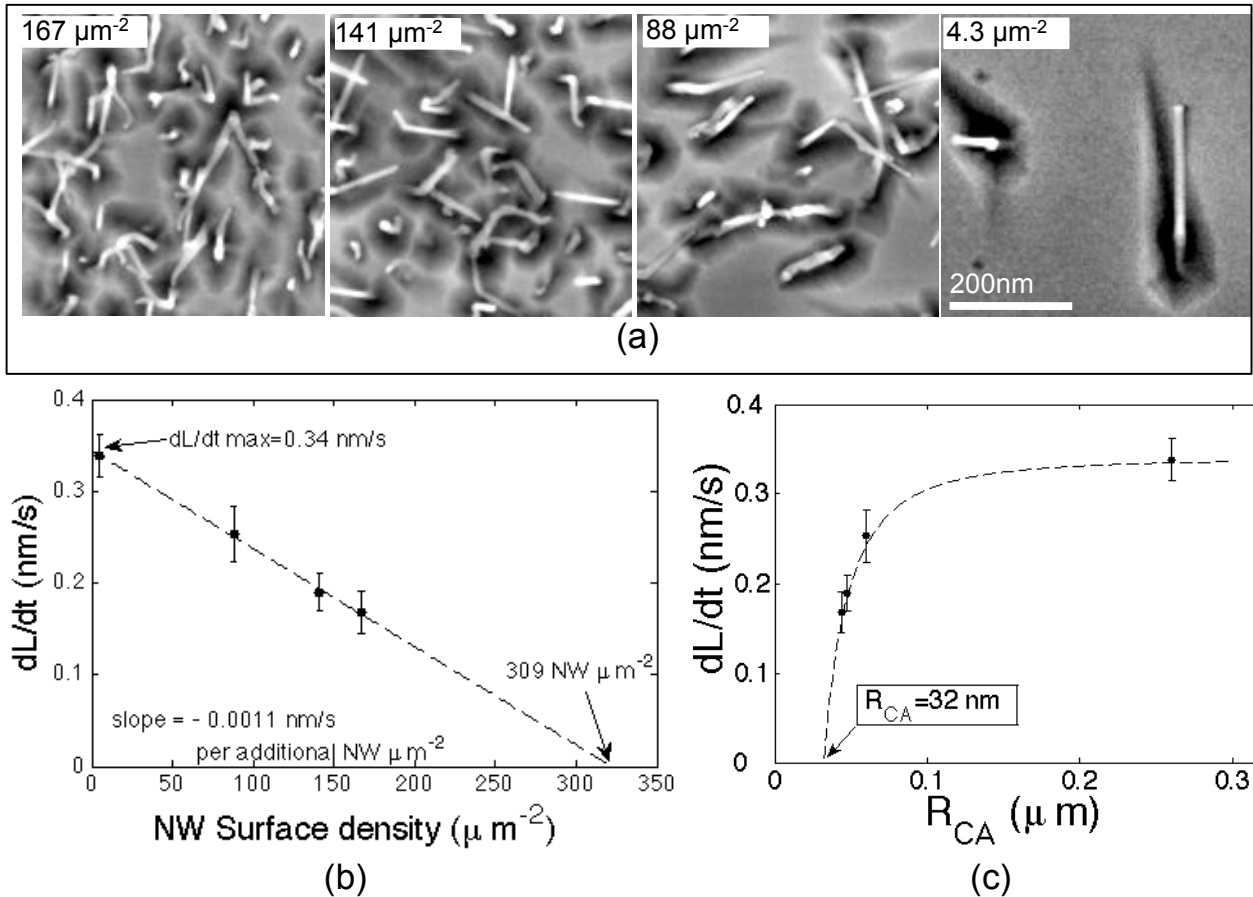 167 µm⁻²
141 µm⁻²
88 µm⁻²
4.3 µm⁻²
200nm
(a)
0.4
0.3
0.2
0.1
0
dL/dt (nm/s)
dL/dt max=0.34 nm/s
309 NW µ m⁻²
slope = - 0.0011 nm/s
per additional NW µ m⁻²
0
50
100
150
200
250
300
350
NW Surface density (µ m⁻²)
(b)
0.4
0.3
0.2
0.1
0
dL/dt (nm/s)
R_CA=32 nm
0
0.1
0.2
0.3
R_CA (µ m)
(c)